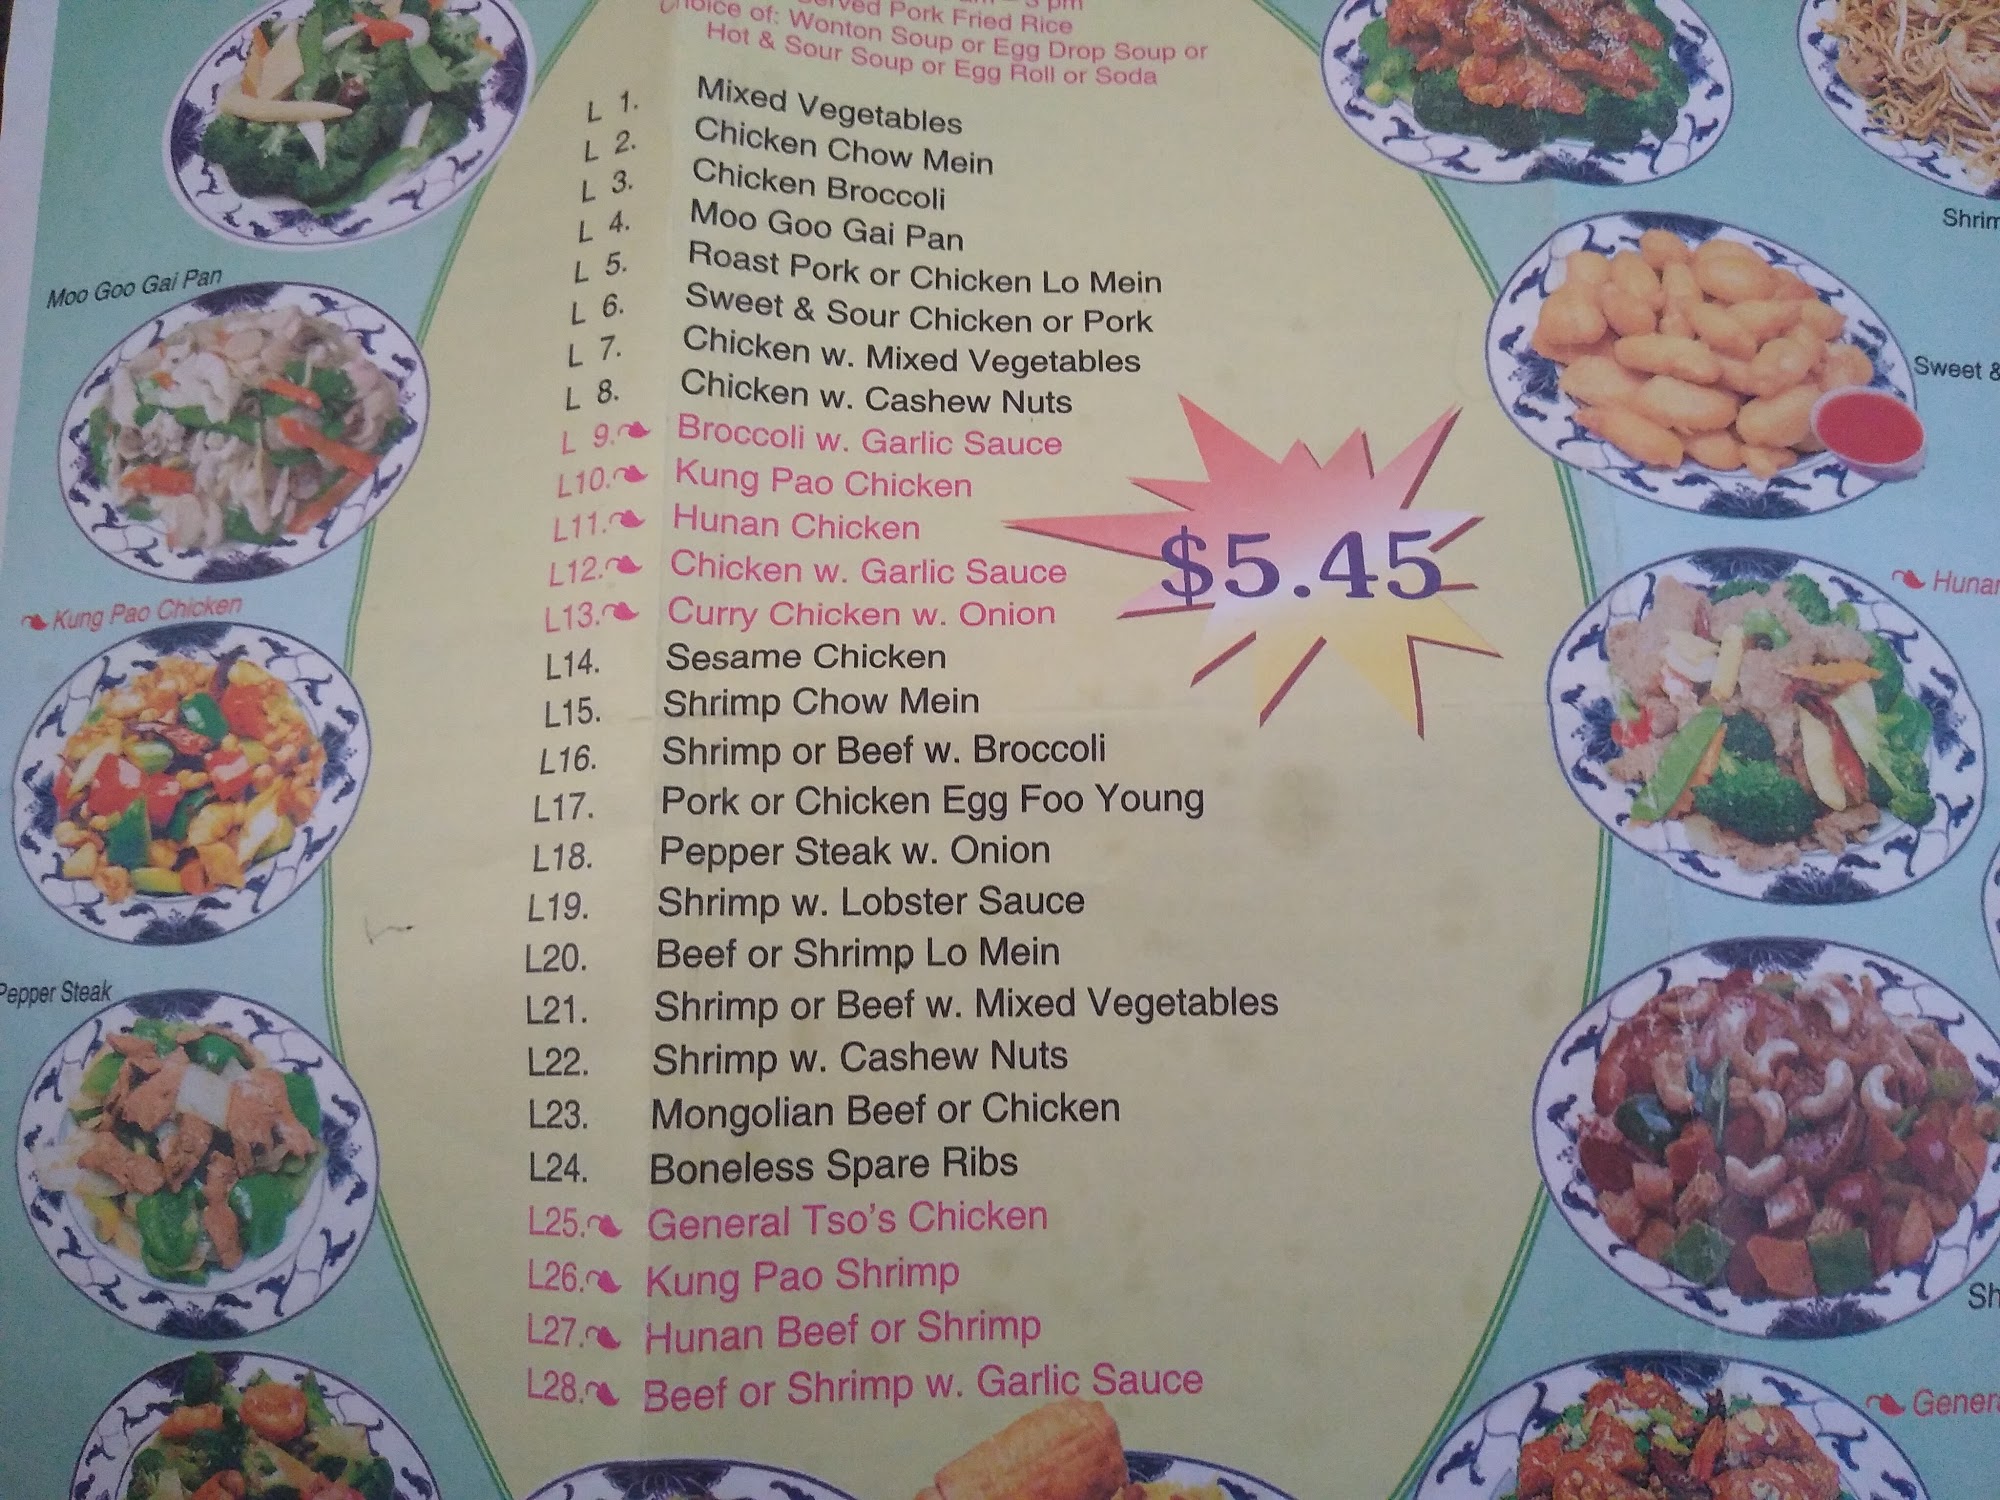 3 pm
Served Pork Fried Rice
Choice of: Wonton Soup or Egg Drop Soup or
Hot & Sour Soup or Egg Roll or Soda
L 1. Mixed Vegetables
L 2. Chicken Chow Mein
L 3. Chicken Broccoli
L 4. Moo Goo Gai Pan
L 5. Roast Pork or Chicken Lo Mein
L 6. Sweet & Sour Chicken or Pork
L 7. Chicken w. Mixed Vegetables
L 8. Chicken w. Cashew Nuts
L 9. Broccoli w. Garlic Sauce
L10. Kung Pao Chicken
L11. Hunan Chicken
L12. Chicken w. Garlic Sauce
L13. Curry Chicken w. Onion
L14. Sesame Chicken
L15. Shrimp Chow Mein
L16. Shrimp or Beef w. Broccoli
L17. Pork or Chicken Egg Foo Young
L18. Pepper Steak w. Onion
L19. Shrimp w. Lobster Sauce
L20. Beef or Shrimp Lo Mein
L21. Shrimp or Beef w. Mixed Vegetables
L22. Shrimp w. Cashew Nuts
L23. Mongolian Beef or Chicken
L24. Boneless Spare Ribs
L25. General Tso's Chicken
L26. Kung Pao Shrimp
L27. Hunan Beef or Shrimp
L28. Beef or Shrimp w. Garlic Sauce
$5.45
Moo Goo Gai Pan
Kung Pao Chicken
Pepper Steak
Shrim
Sweet &
Hunan
Sh
Genera